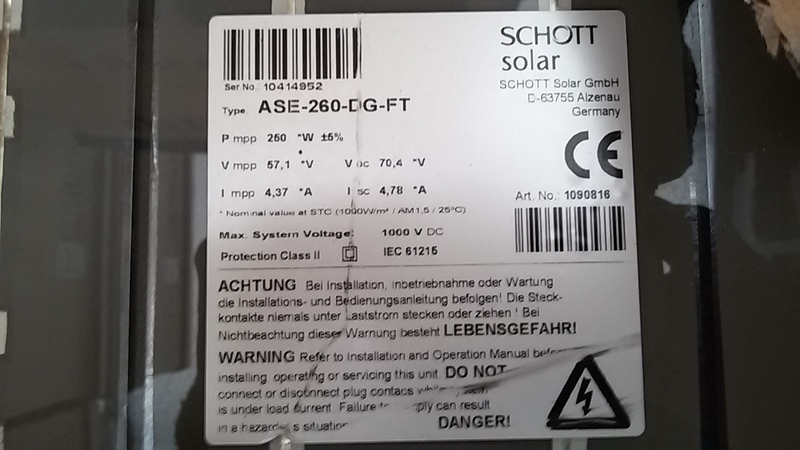 SCHOTT
solar
SCHOTT Solar GmbH
D-63755 Alzenau
Germany
Ser.No.: 10414952
Type: ASE-260-DG-FT
P mpp 250 *W ±5%
V mpp 57,1 *V V oc 70,4 *V
I mpp 4,37 *A I sc 4,78 *A
* Nominal value at STC (1000W/m² / AM1,5 / 25°C)
Max. System Voltage: 1000 V DC
Protection Class II IEC 61215
CE
Art. No.: 1090816
ACHTUNG Bei Installation, Inbetriebnahme oder Wartung
die Installations- und Bedienungsanleitung befolgen! Die Steck-
kontakte niemals unter Laststrom stecken oder ziehen! Bei
Nichtbeachtung dieser Warnung besteht LEBENSGEFAHR!
WARNING Refer to Installation and Operation Manual before
installing, operating or servicing this unit. DO NOT
connect or disconnect plug contacs
is under load current. Failure to can result
in a situation
DANGER!